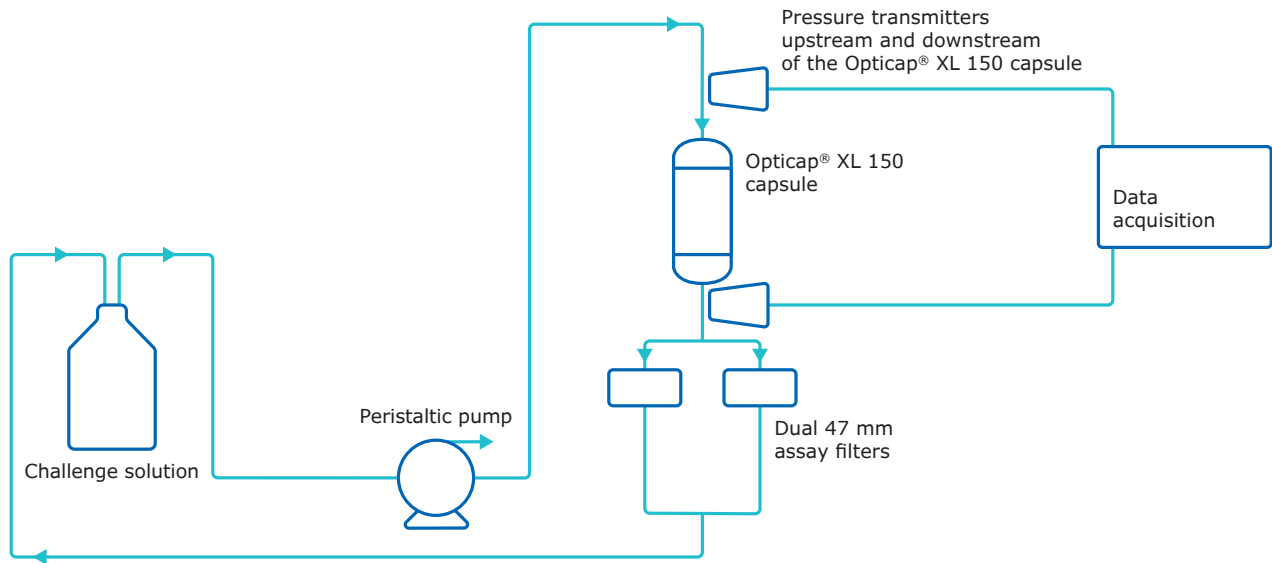 Pressure transmitters
upstream and downstream
of the Opticap® XL 150 capsule
Opticap® XL 150
capsule
Data
acquisition
Peristaltic pump
Dual 47 mm
assay filters
Challenge solution